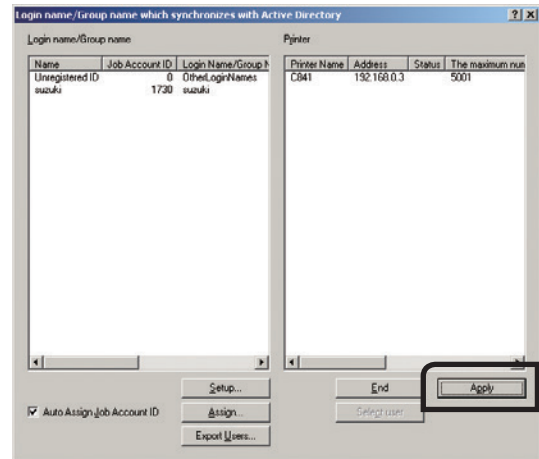 Login name/Group name which synchronizes with Active Directory
Login name/Group name
Printer
Name Job Account ID Login Name/Group N
Unregistered ID 0 OtherLoginNames
suzuki 1730 suzuki
Printer Name Address Status The maximum num
C841 192.168.0.3 5001
Setup...
End
Apply
Auto Assign Job Account ID
Assign...
Select user
Export Users...